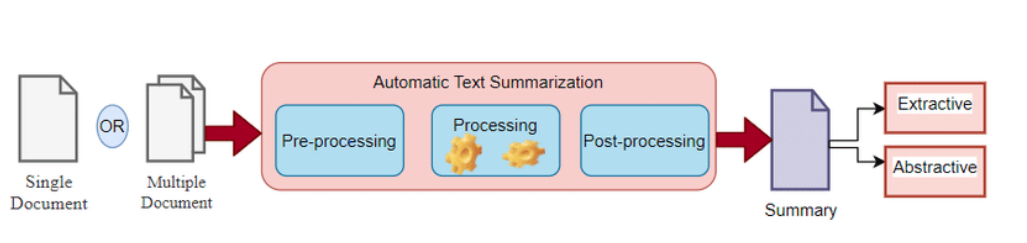 Single
Document
OR
Multiple
Document
Automatic Text Summarization
Pre-processing
Processing
Post-processing
Summary
Extractive
Abstractive